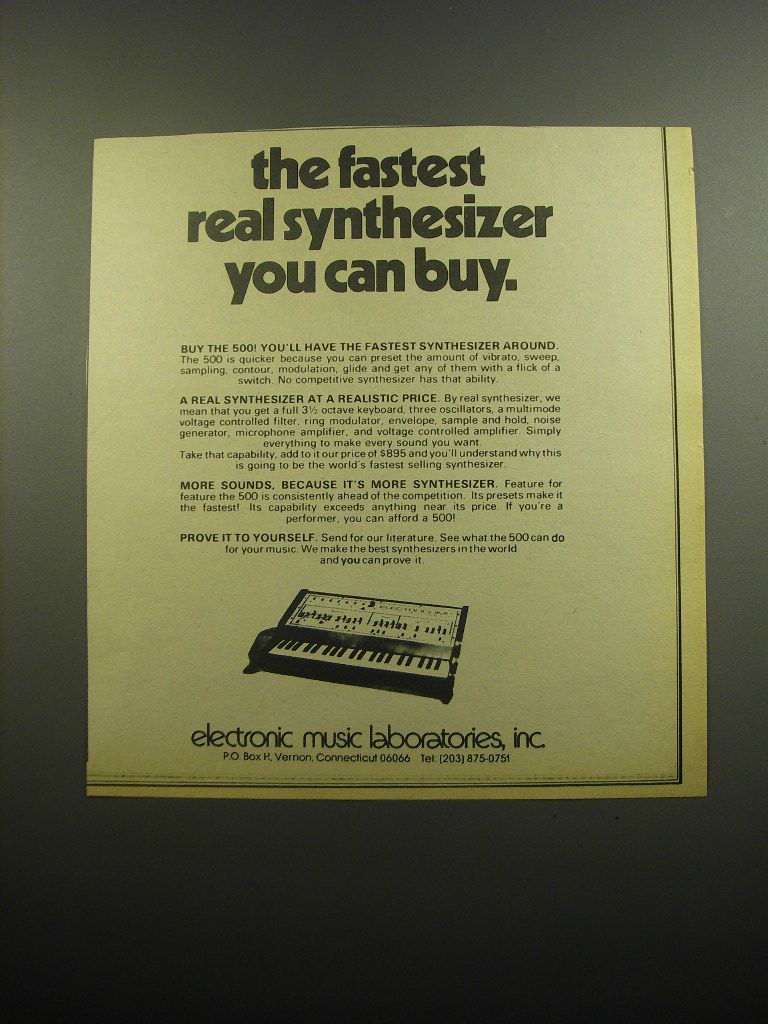 the fastest
real synthesizer
you can buy.
BUY THE 500! YOU'LL HAVE THE FASTEST SYNTHESIZER AROUND.
The 500 is quicker because you can preset the amount of vibrato, sweep,
sampling, contour, modulation, glide and get any of them with a flick of a
switch. No competitive synthesizer has that ability.
A REAL SYNTHESIZER AT A REALISTIC PRICE. By real synthesizer, we
mean that you get a full 3½ octave keyboard, three oscillators, a multimode
voltage controlled filter, ring modulator, envelope, sample and hold, noise
generator, microphone amplifier, and voltage controlled amplifier. Simply
everything to make every sound you want.
Take that capability, add to it our price of $895 and you'll understand why this
is going to be the world's fastest selling synthesizer.
MORE SOUNDS, BECAUSE IT'S MORE SYNTHESIZER. Feature for
feature the 500 is consistently ahead of the competition. Its presets make it
the fastest! Its capability exceeds anything near its price. If you're a
performer, you can afford a 500!
PROVE IT TO YOURSELF. Send for our literature. See what the 500 can do
for your music. We make the best synthesizers in the world
and you can prove it.
electronic music laboratories, inc.
P.O. Box H, Vernon, Connecticut 06066 Tel: (203) 875-0751